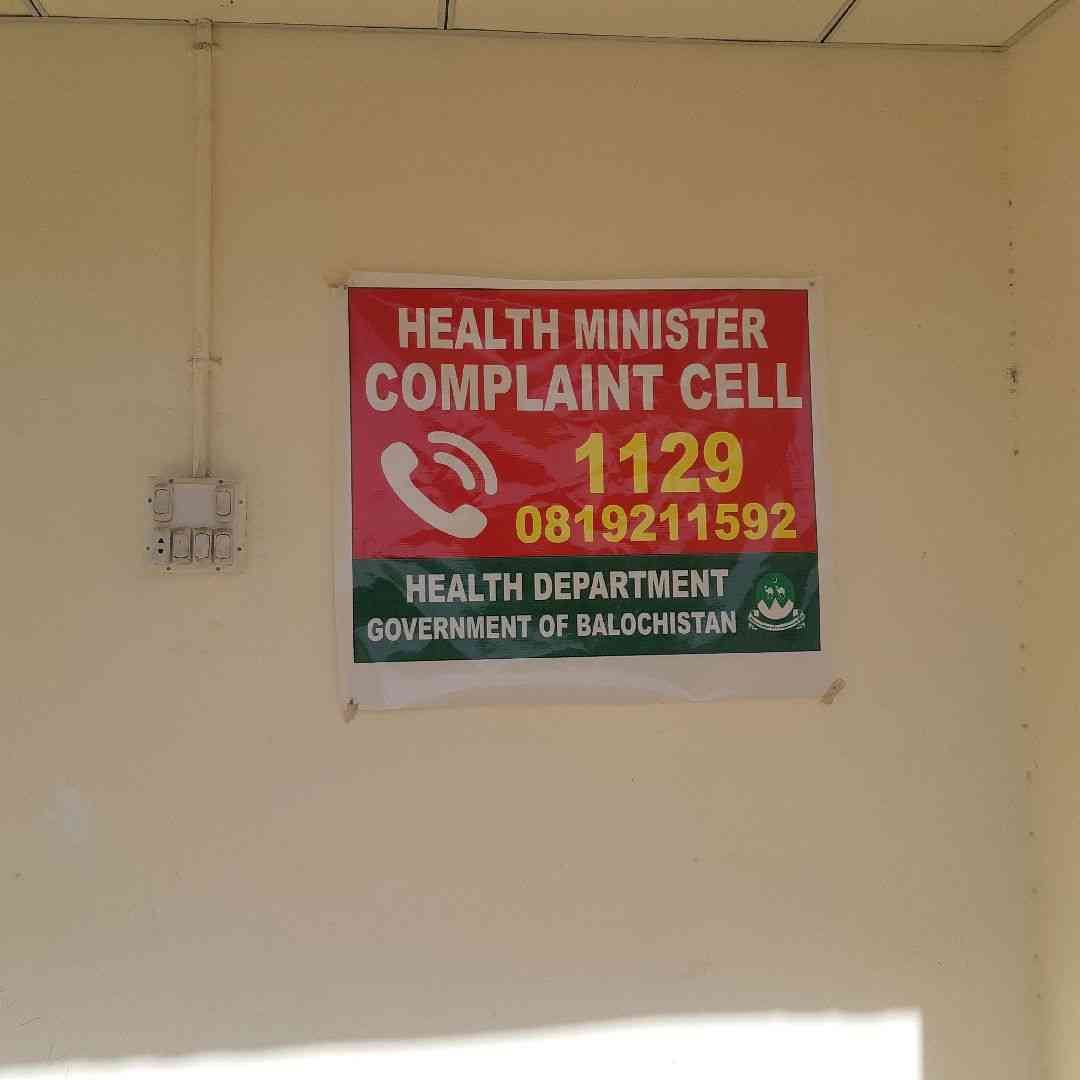 HEALTH MINISTER
COMPLAINT CELL
1129
0819211592
HEALTH DEPARTMENT
GOVERNMENT OF BALOCHISTAN